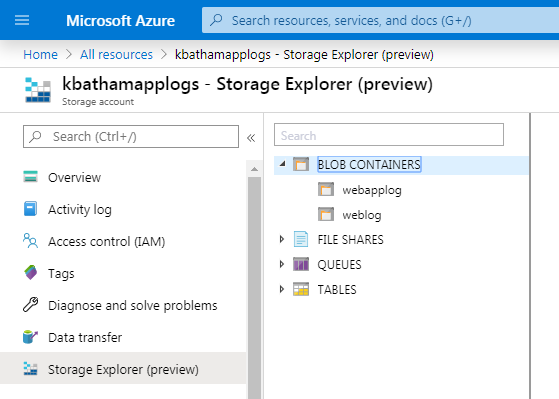 Microsoft Azure
Search resources, services, and docs (G+/)
Home > All resources > kbathamapplogs - Storage Explorer (preview)
kbathamapplogs - Storage Explorer (preview)
Storage account
Search (Ctrl+/)
«
Overview
Activity log
Access control (IAM)
Tags
Diagnose and solve problems
Data transfer
Storage Explorer (preview)
Search
BLOB CONTAINERS
webapplog
weblog
FILE SHARES
QUEUES
TABLES